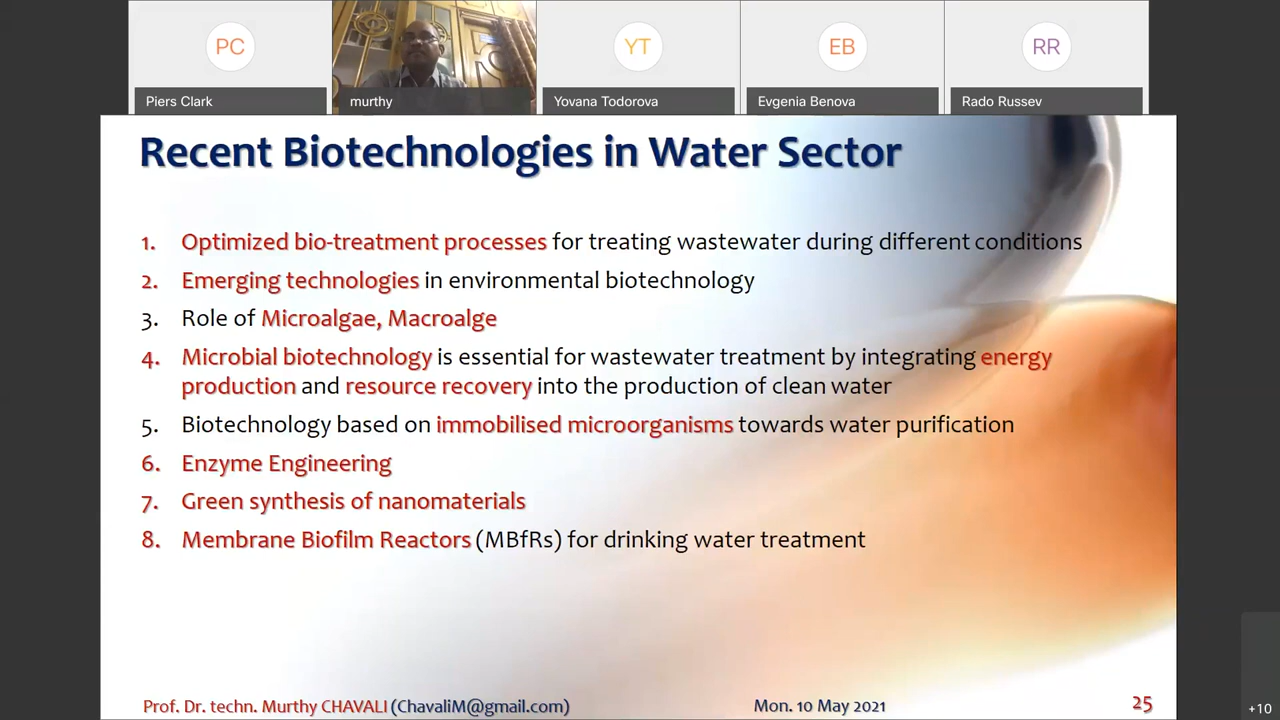 PC
YT
EB
RR
Piers Clark
murthy
Yovana Todorova
Evgenia Benova
Rado Russev
Recent Biotechnologies in Water Sector
1. Optimized bio-treatment processes for treating wastewater during different conditions
2. Emerging technologies in environmental biotechnology
3. Role of Microalgae, Macroalge
4. Microbial biotechnology is essential for wastewater treatment by integrating energy
production and resource recovery into the production of clean water
5. Biotechnology based on immobilised microorganisms towards water purification
6. Enzyme Engineering
7. Green synthesis of nanomaterials
8. Membrane Biofilm Reactors (MBfRs) for drinking water treatment
Prof. Dr. techn. Murthy CHAVALI (ChavaliM@gmail.com)
Mon. 10 May 2021
25
+10